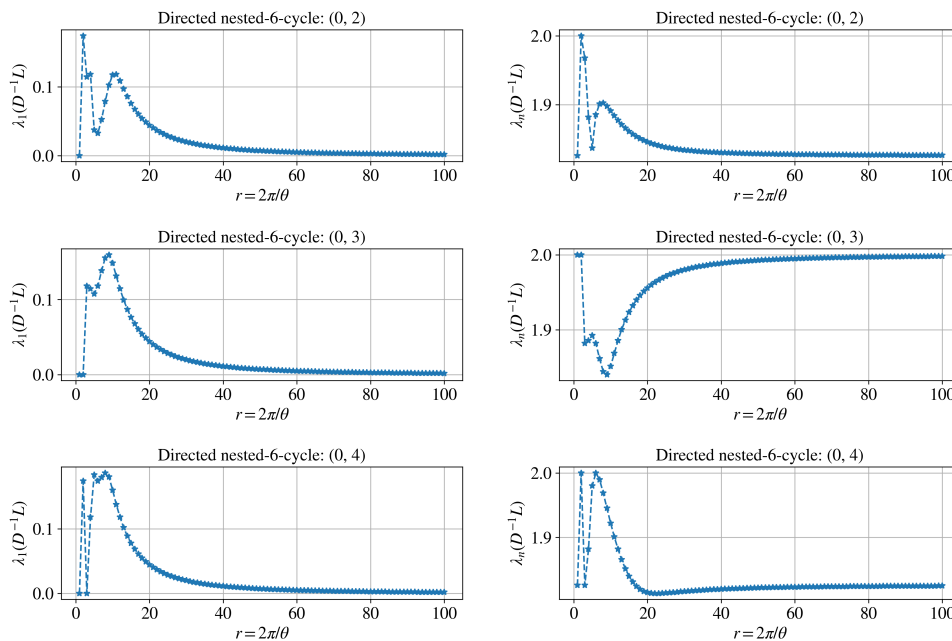 Directed nested-6-cycle: (0, 2)
λ₁(D⁻¹L)
0.1
0.0
0 20 40 60 80 100
r = 2π/θ
Directed nested-6-cycle: (0, 2)
λₙ(D⁻¹L)
2.0
1.9
0 20 40 60 80 100
r = 2π/θ
Directed nested-6-cycle: (0, 3)
λ₁(D⁻¹L)
0.1
0.0
0 20 40 60 80 100
r = 2π/θ
Directed nested-6-cycle: (0, 3)
λₙ(D⁻¹L)
2.0
1.9
0 20 40 60 80 100
r = 2π/θ
Directed nested-6-cycle: (0, 4)
λ₁(D⁻¹L)
0.1
0.0
0 20 40 60 80 100
r = 2π/θ
Directed nested-6-cycle: (0, 4)
λₙ(D⁻¹L)
2.0
1.9
0 20 40 60 80 100
r = 2π/θ